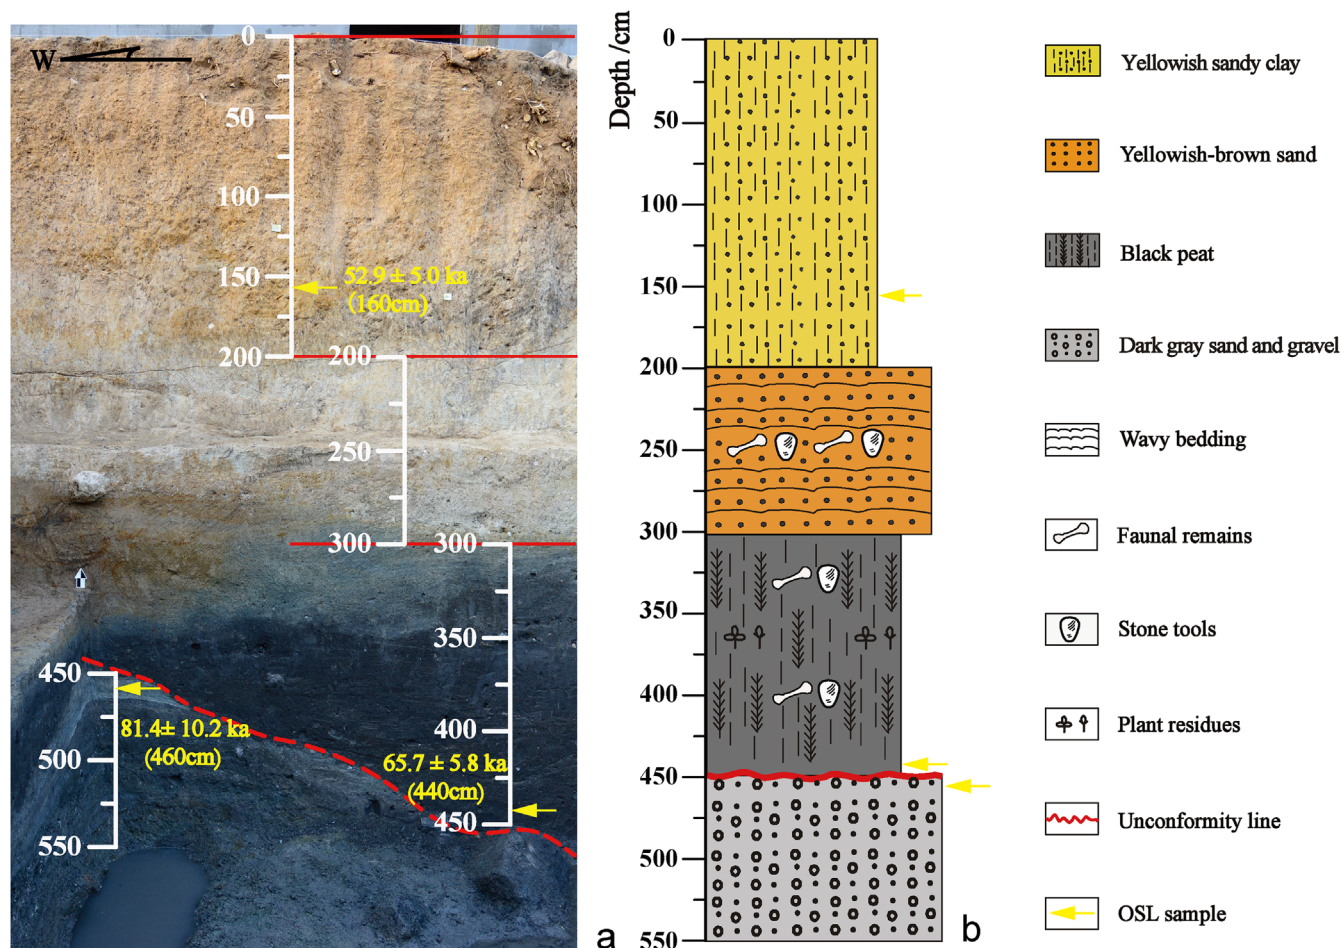 W
0
50
100
150
200
52.9 ± 5.0 ka
(160cm)
200
250
300
300
350
400
450
65.7 ± 5.8 ka
(440cm)
450
500
550
81.4 ± 10.2 ka
(460cm)
a
Depth /cm
0
50
100
150
200
250
300
350
400
450
500
550
b
Yellowish sandy clay
Yellowish-brown sand
Black peat
Dark gray sand and gravel
Wavy bedding
Faunal remains
Stone tools
Plant residues
Unconformity line
OSL sample